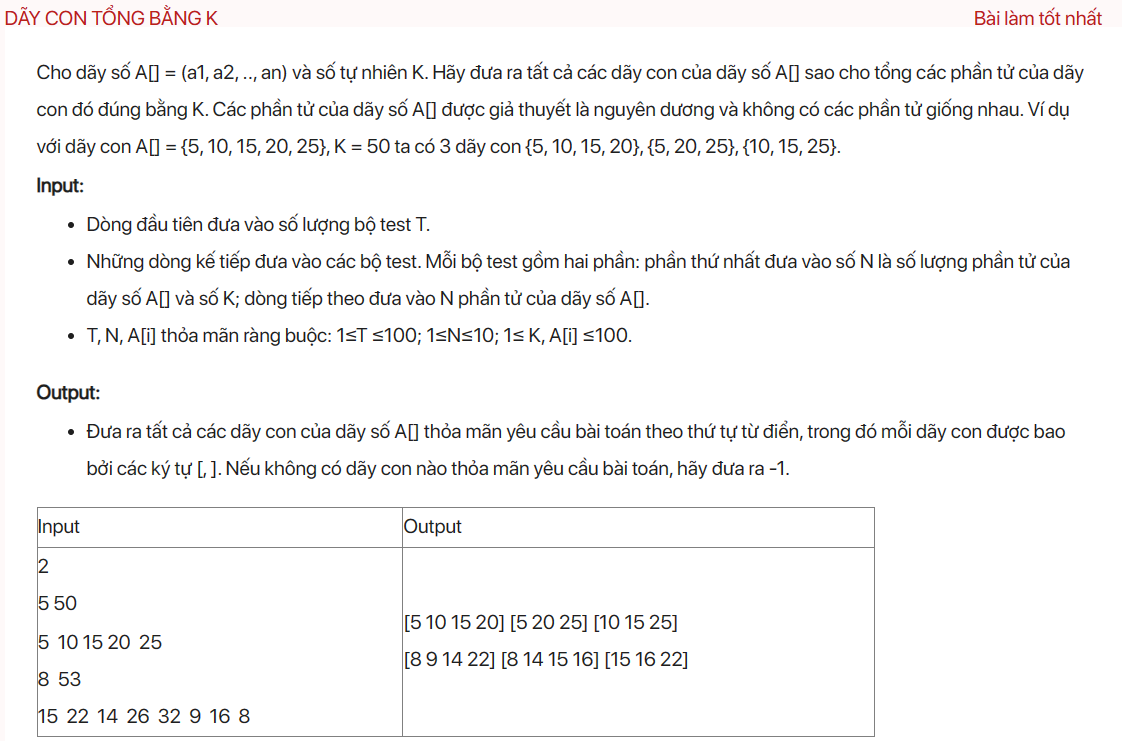 DÃY CON TỔNG BẰNG K
Bài làm tốt nhất
Cho dãy số A[] = (a1, a2, .., an) và số tự nhiên K. Hãy đưa ra tất cả các dãy con của dãy số A[] sao cho tổng các phần tử của dãy
con đó đúng bằng K. Các phần tử của dãy số A[] được giả thuyết là nguyên dương và không có các phần tử giống nhau. Ví dụ
với dãy con A[] = {5, 10, 15, 20, 25}, K = 50 ta có 3 dãy con {5, 10, 15, 20}, {5, 20, 25}, {10, 15, 25}.
Input:
• Dòng đầu tiên đưa vào số lượng bộ test T.
• Những dòng kế tiếp đưa vào các bộ test. Mỗi bộ test gồm hai phần: phần thứ nhất đưa vào số N là số lượng phần tử của
dãy số A[] và số K; dòng tiếp theo đưa vào N phần tử của dãy số A[].
• T, N, A[i] thỏa mãn ràng buộc: 1≤T ≤100; 1≤N≤10; 1≤ K, A[i] ≤100.
Output:
• Đưa ra tất cả các dãy con của dãy số A[] thỏa mãn yêu cầu bài toán theo thứ tự từ điển, trong đó mỗi dãy con được bao
bởi các ký tự [, ]. Nếu không có dãy con nào thỏa mãn yêu cầu bài toán, hãy đưa ra -1.
Input
Output
2
5 50
5 10 15 20 25
8 53
15 22 14 26 32 9 16 8
[5 10 15 20] [5 20 25] [10 15 25]
[8 9 14 22] [8 14 15 16] [15 16 22]